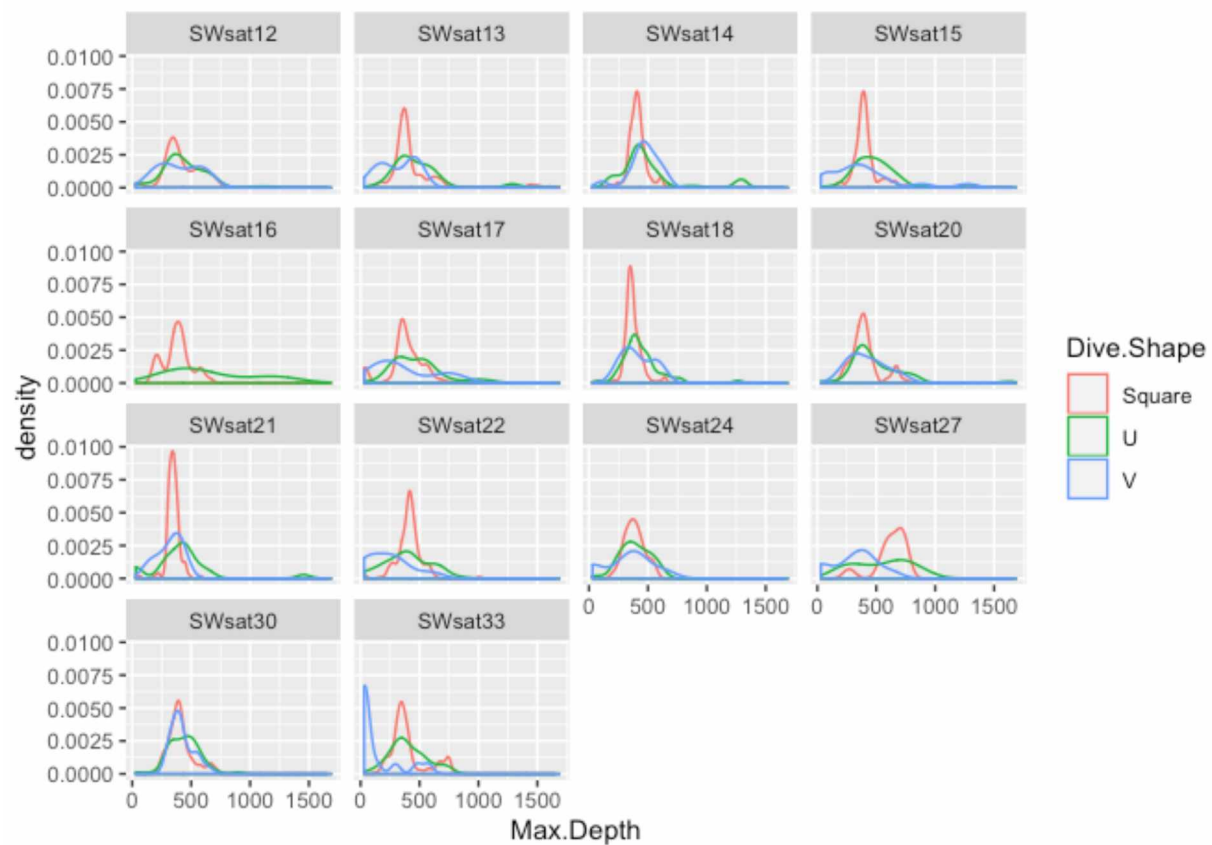 SWsat12 SWsat13 SWsat14 SWsat15
0.0100
0.0075
0.0050
0.0025
0.0000
SWsat16 SWsat17 SWsat18 SWsat20
0.0100
0.0075
0.0050
0.0025
0.0000
SWsat21 SWsat22 SWsat24 SWsat27
0.0100
0.0075
0.0050
0.0025
0.0000
0 500 1000 1500 0 500 1000 1500
SWsat30 SWsat33
0.0100
0.0075
0.0050
0.0025
0.0000
0 500 1000 1500 0 500 1000 1500
density
Max.Depth
Dive.Shape
Square
U
V